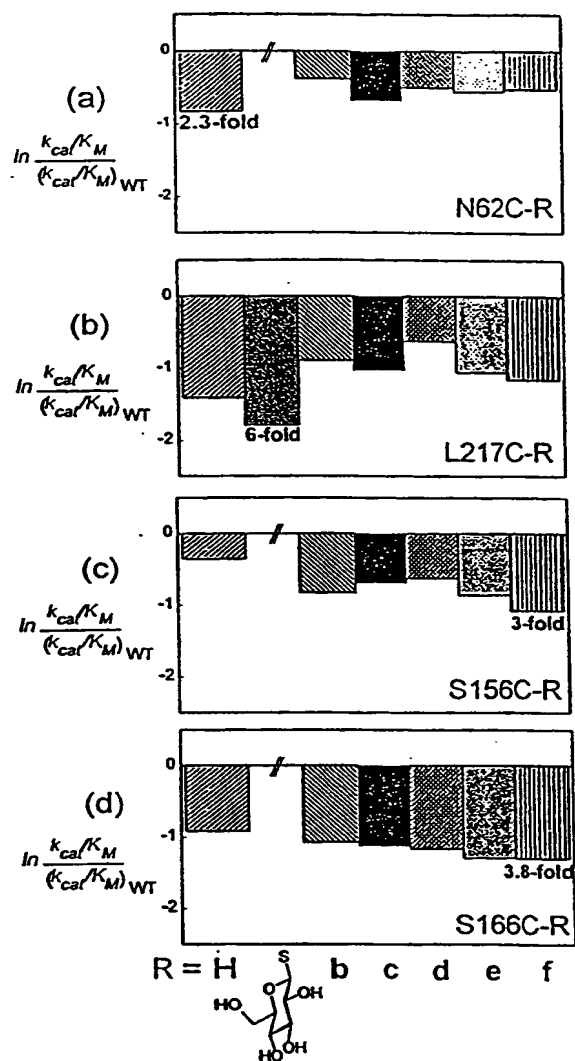 (a)
0
-1
-2
ln kcat/KM
(kcat/KM)WT
2.3-fold
N62C-R
(b)
0
-1
-2
ln kcat/KM
(kcat/KM)WT
6-fold
L217C-R
(c)
0
-1
-2
ln kcat/KM
(kcat/KM)WT
3-fold
S156C-R
(d)
0
-1
-2
ln kcat/KM
(kcat/KM)WT
3.8-fold
S166C-R
R = H b c d e f
S
O
OH
HO
HO
OH